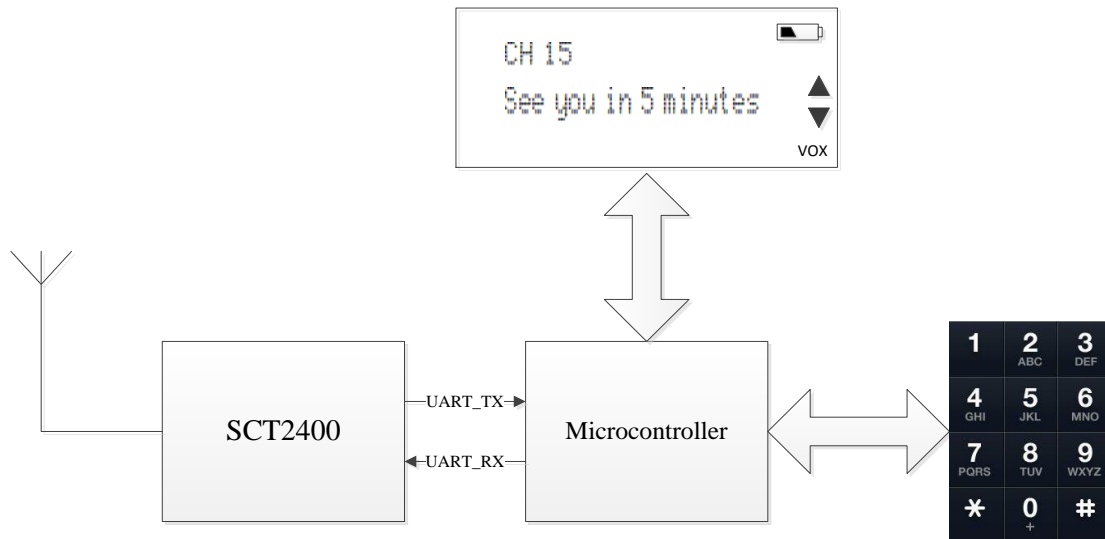 CH 15
See you in 5 minutes
VOX
SCT2400
UART_TX
UART_RX
Microcontroller
1 2 3
ABC DEF
4 5 6
GHI JKL MNO
7 8 9
PQRS TUV WXYZ
* 0 #
+